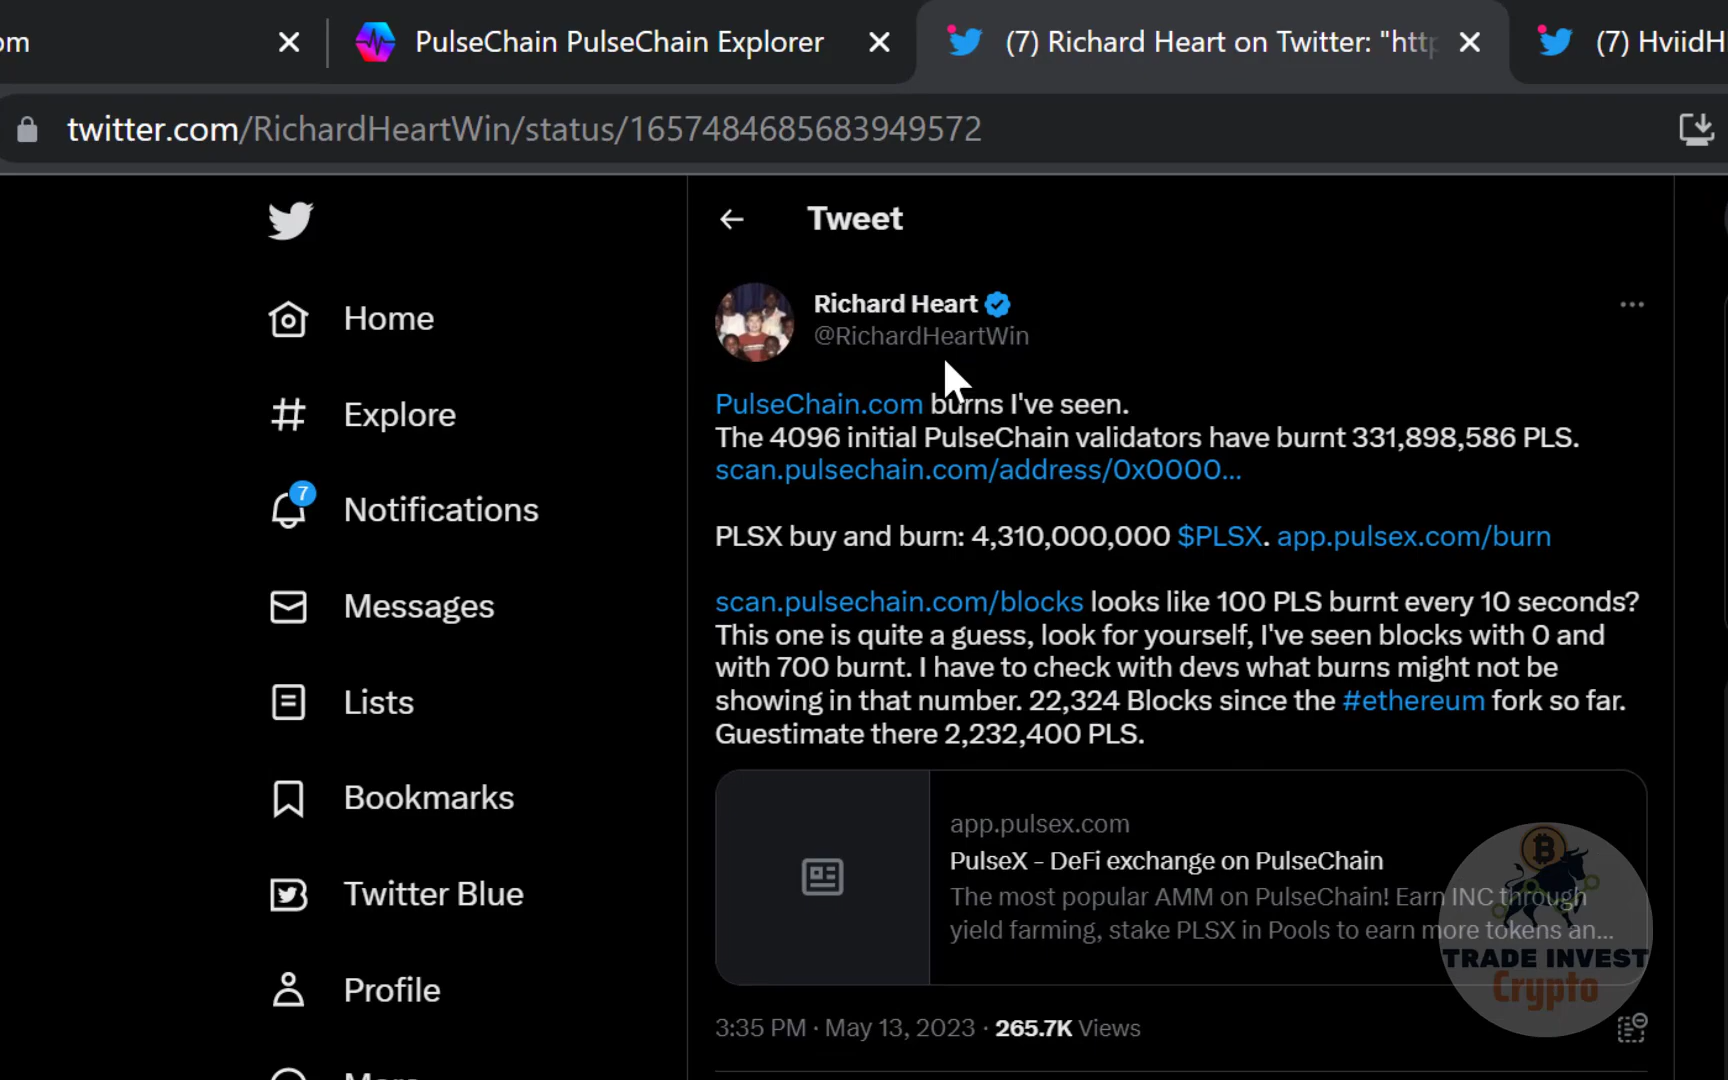 om
PulseChain PulseChain Explorer
(7) Richard Heart on Twitter: "http
(7) HviidH
twitter.com/RichardHeartWin/status/1657484685683949572
Tweet
Richard Heart
@RichardHeartWin
PulseChain.com burns I've seen.
The 4096 initial PulseChain validators have burnt 331,898,586 PLS.
scan.pulsechain.com/address/0x0000...
PLSX buy and burn: 4,310,000,000 $PLSX. app.pulsex.com/burn
scan.pulsechain.com/blocks looks like 100 PLS burnt every 10 seconds?
This one is quite a guess, look for yourself, I've seen blocks with 0 and
with 700 burnt. I have to check with devs what burns might not be
showing in that number. 22,324 Blocks since the #ethereum fork so far.
Guestimate there 2,232,400 PLS.
app.pulsex.com
PulseX - DeFi exchange on PulseChain
The most popular AMM on PulseChain! Earn INC through
yield farming, stake PLSX in Pools to earn more tokens an...
3:35 PM · May 13, 2023 · 265.7K Views
Home
Explore
7
Notifications
Messages
Lists
Bookmarks
Twitter Blue
Profile
TRADE INVEST
Crypto